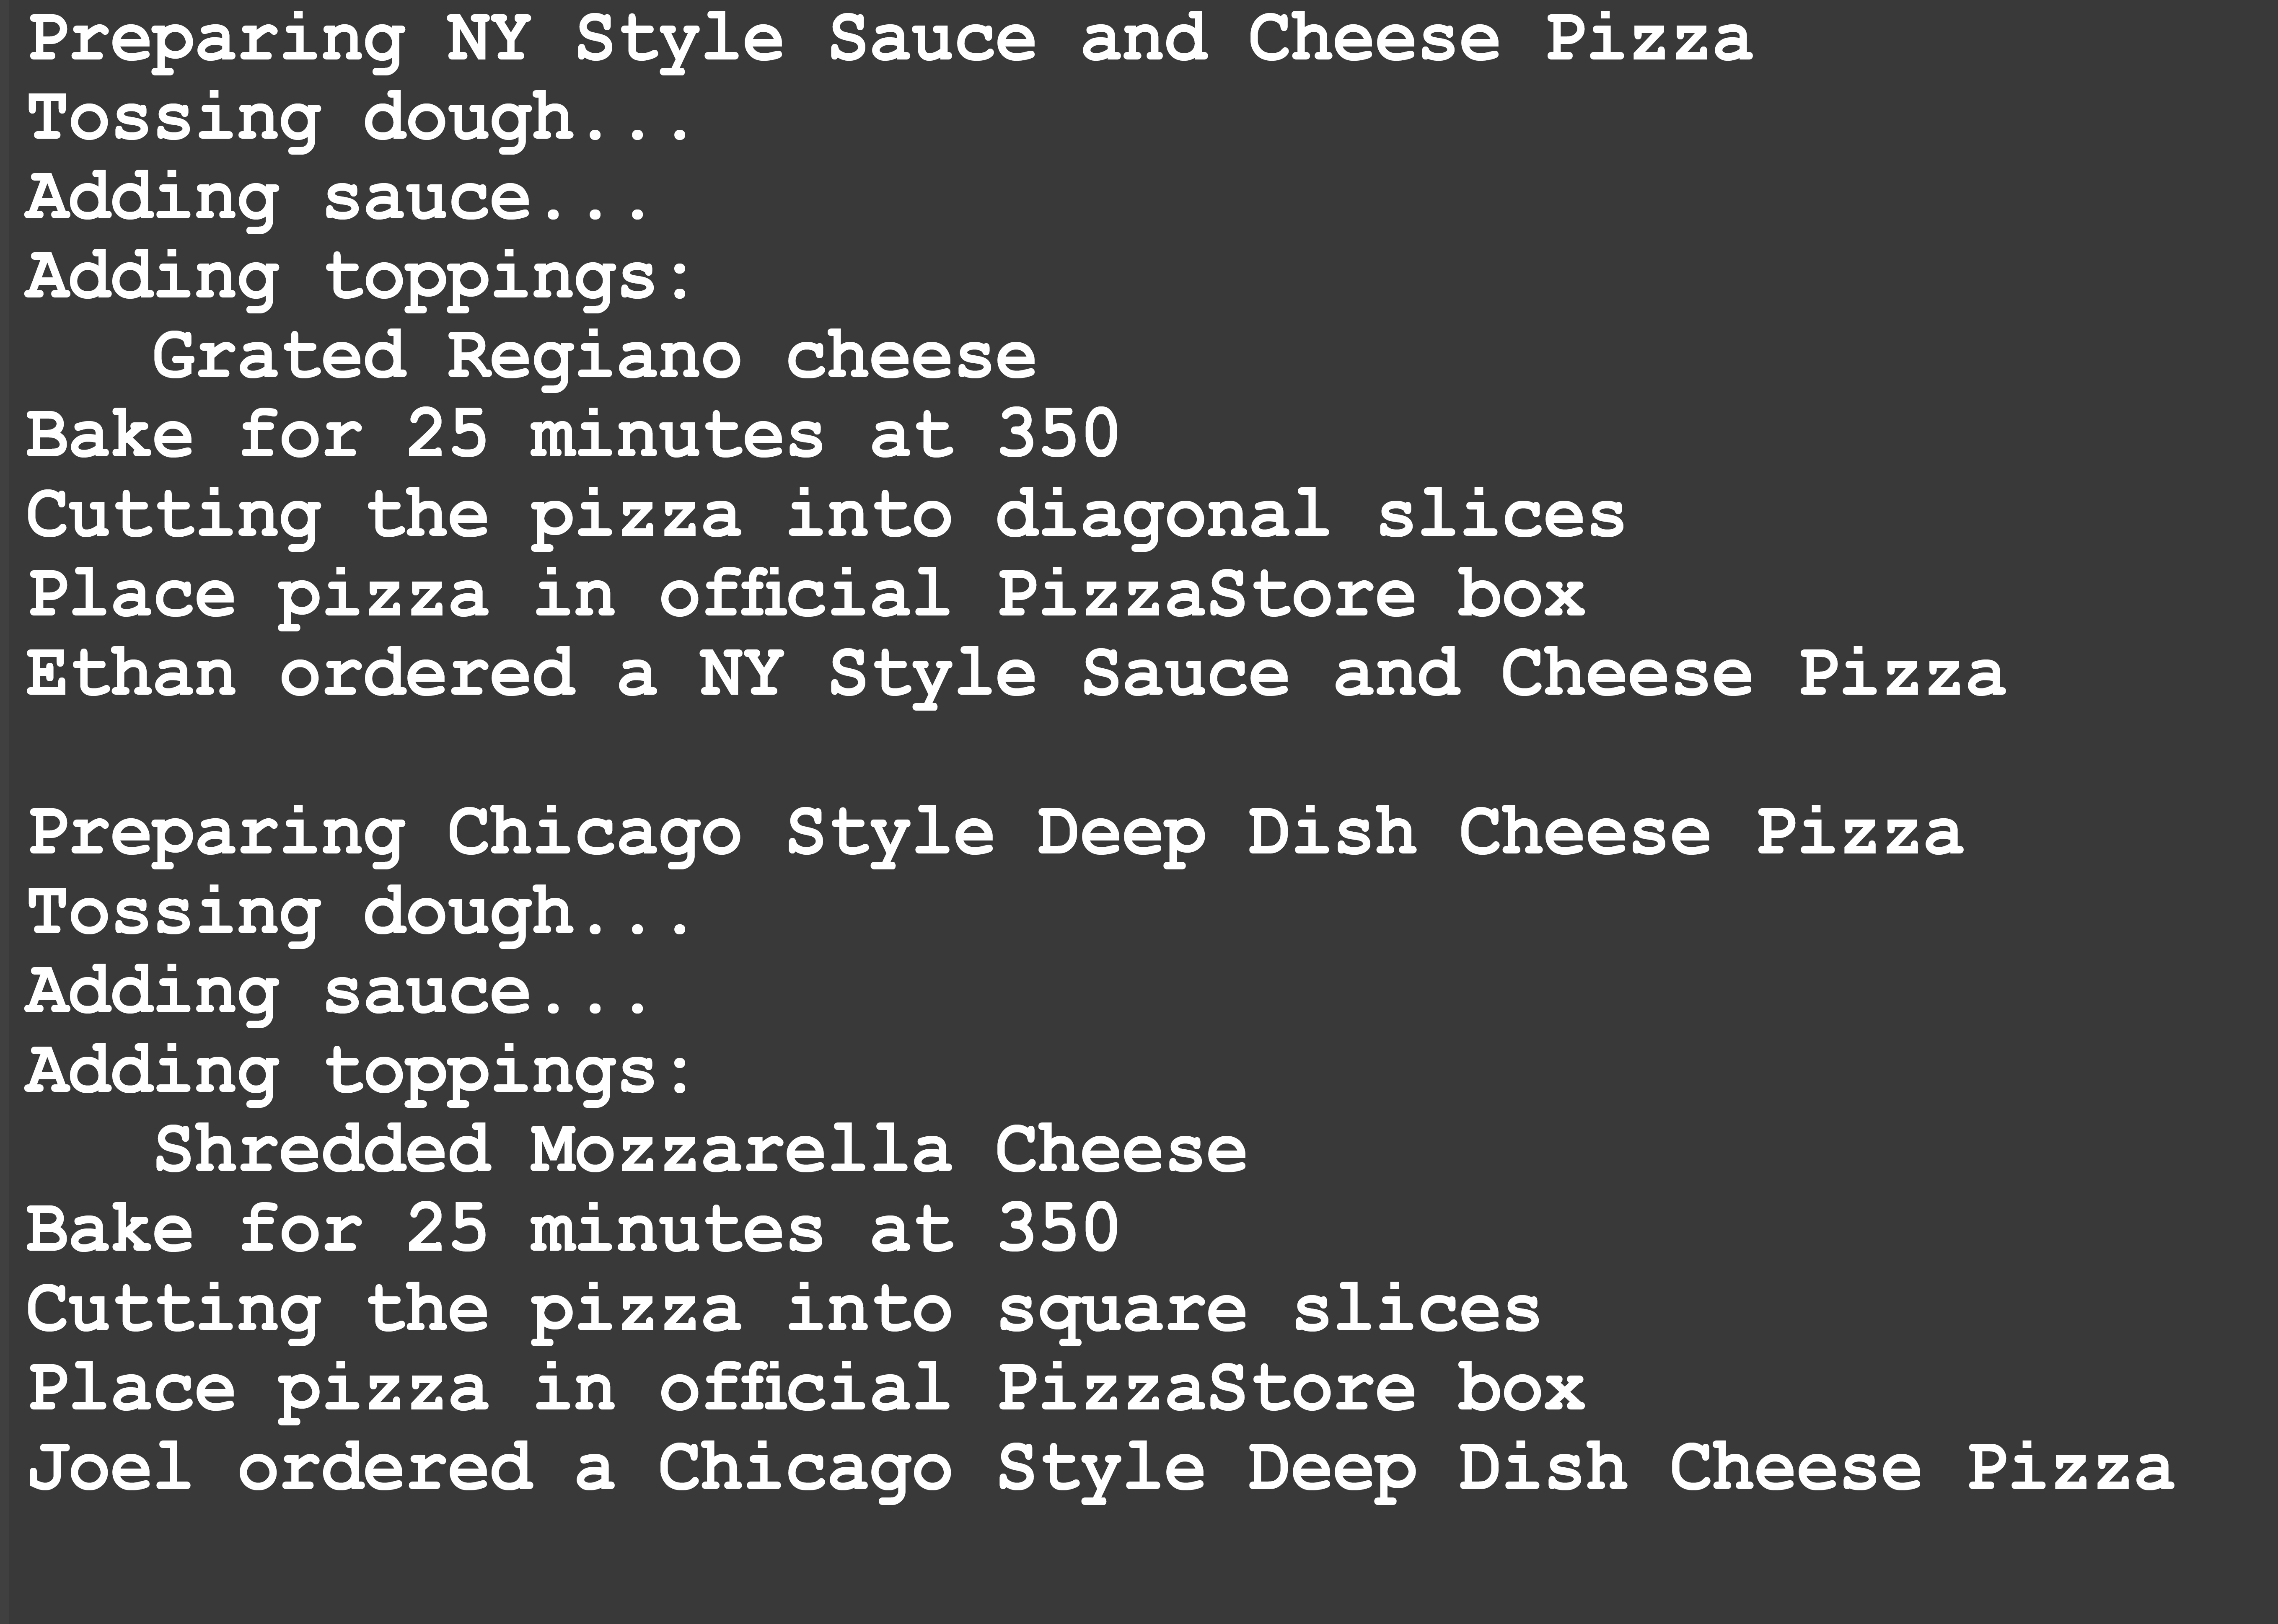 Preparing NY Style Sauce and Cheese Pizza
Tossing dough...
Adding sauce...
Adding toppings:
    Grated Regiano cheese
Bake for 25 minutes at 350
Cutting the pizza into diagonal slices
Place pizza in official PizzaStore box
Ethan ordered a NY Style Sauce and Cheese Pizza

Preparing Chicago Style Deep Dish Cheese Pizza
Tossing dough...
Adding sauce...
Adding toppings:
    Shredded Mozzarella Cheese
Bake for 25 minutes at 350
Cutting the pizza into square slices
Place pizza in official PizzaStore box
Joel ordered a Chicago Style Deep Dish Cheese Pizza